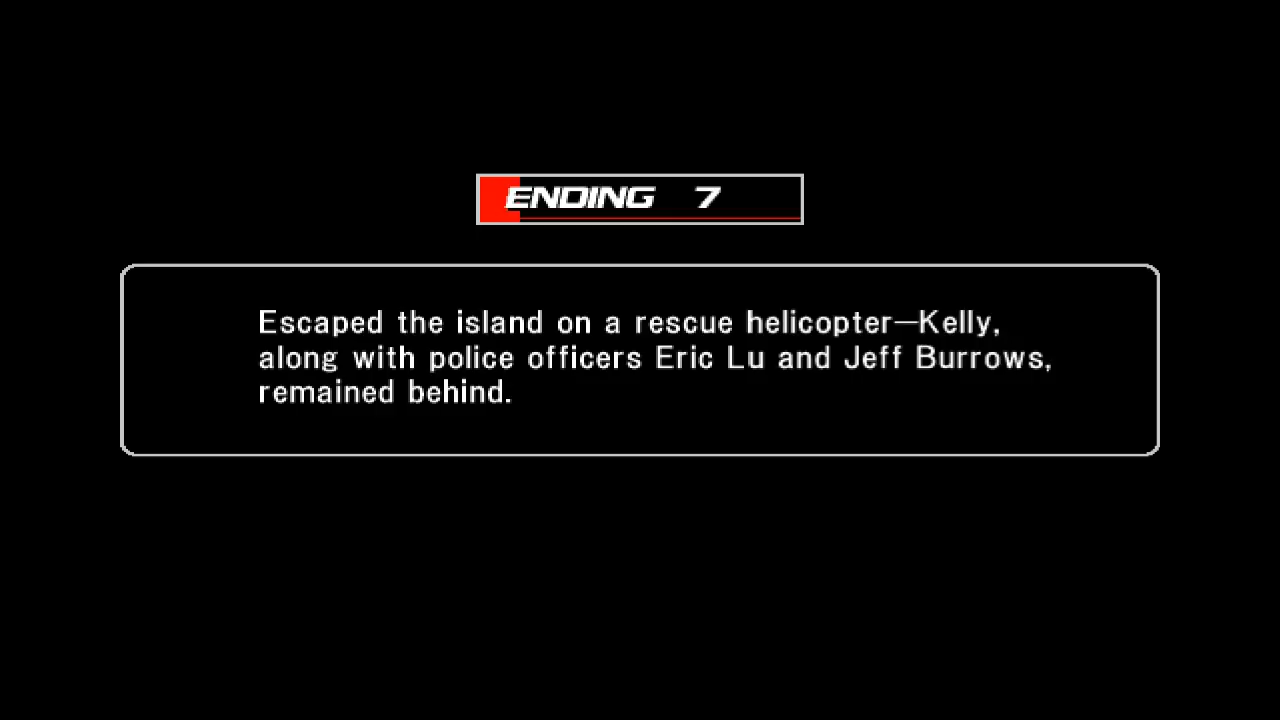 ENDING 7
Escaped the island on a rescue helicopter—Kelly,
along with police officers Eric Lu and Jeff Burrows,
remained behind.